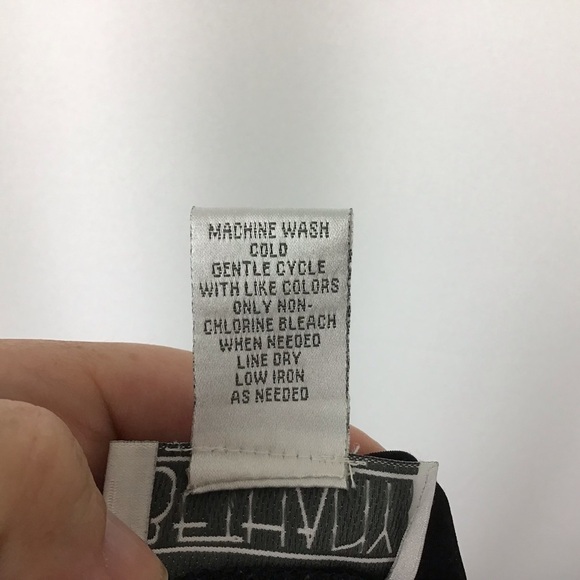 MACHINE WASH
COLD
GENTLE CYCLE
WITH LIKE COLORS
ONLY NON-
CHLORINE BLEACH
WHEN NEEDED
LINE DRY
LOW IRON
AS NEEDED